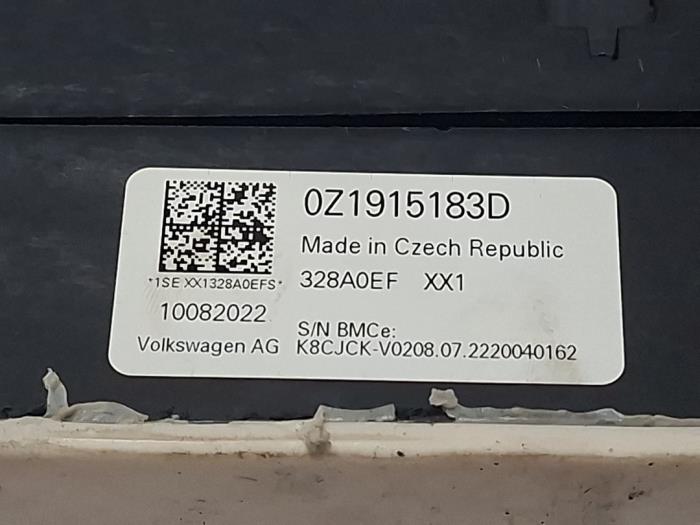 0Z1915183D
Made in Czech Republic
*1SE XX1328A0EFS*
328A0EF XX1
10082022
S/N BMCe:
Volkswagen AG
K8CJCK-V0208.07.2220040162